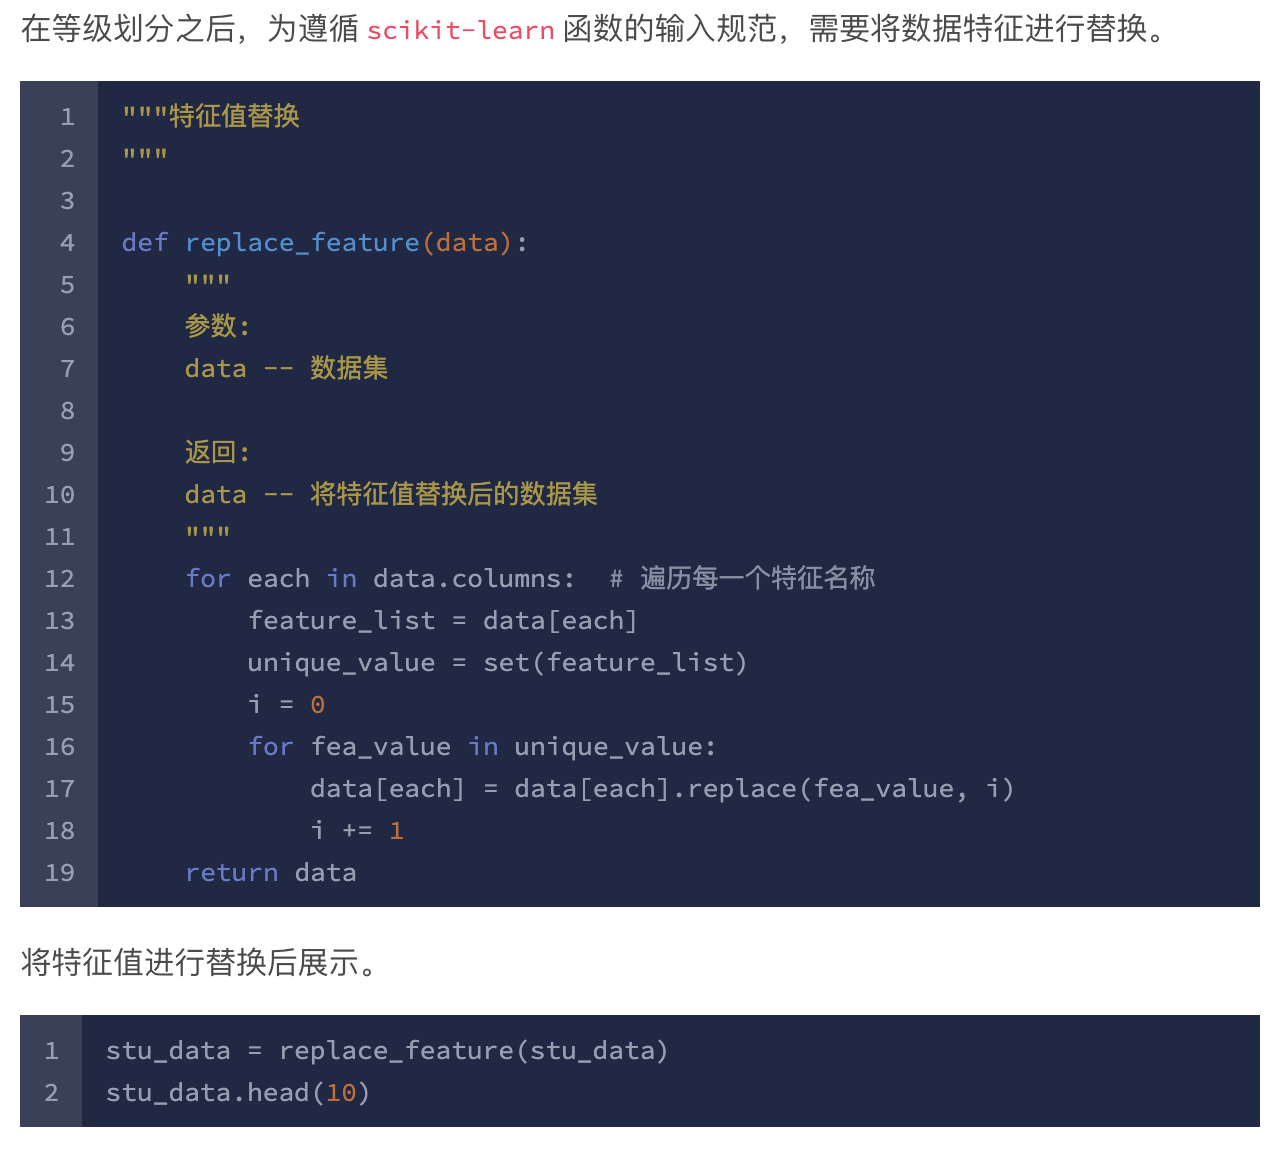 在等级划分之后，为遵循 scikit-learn 函数的输入规范，需要将数据特征进行替换。
1 """特征值替换
2 """
3
4 def replace_feature(data):
5     """
6     参数:
7     data -- 数据集
8
9     返回:
10     data -- 将特征值替换后的数据集
11     """
12     for each in data.columns:  # 遍历每一个特征名称
13         feature_list = data[each]
14         unique_value = set(feature_list)
15         i = 0
16         for fea_value in unique_value:
17             data[each] = data[each].replace(fea_value, i)
18             i += 1
19     return data
将特征值进行替换后展示。
1 stu_data = replace_feature(stu_data)
2 stu_data.head(10)